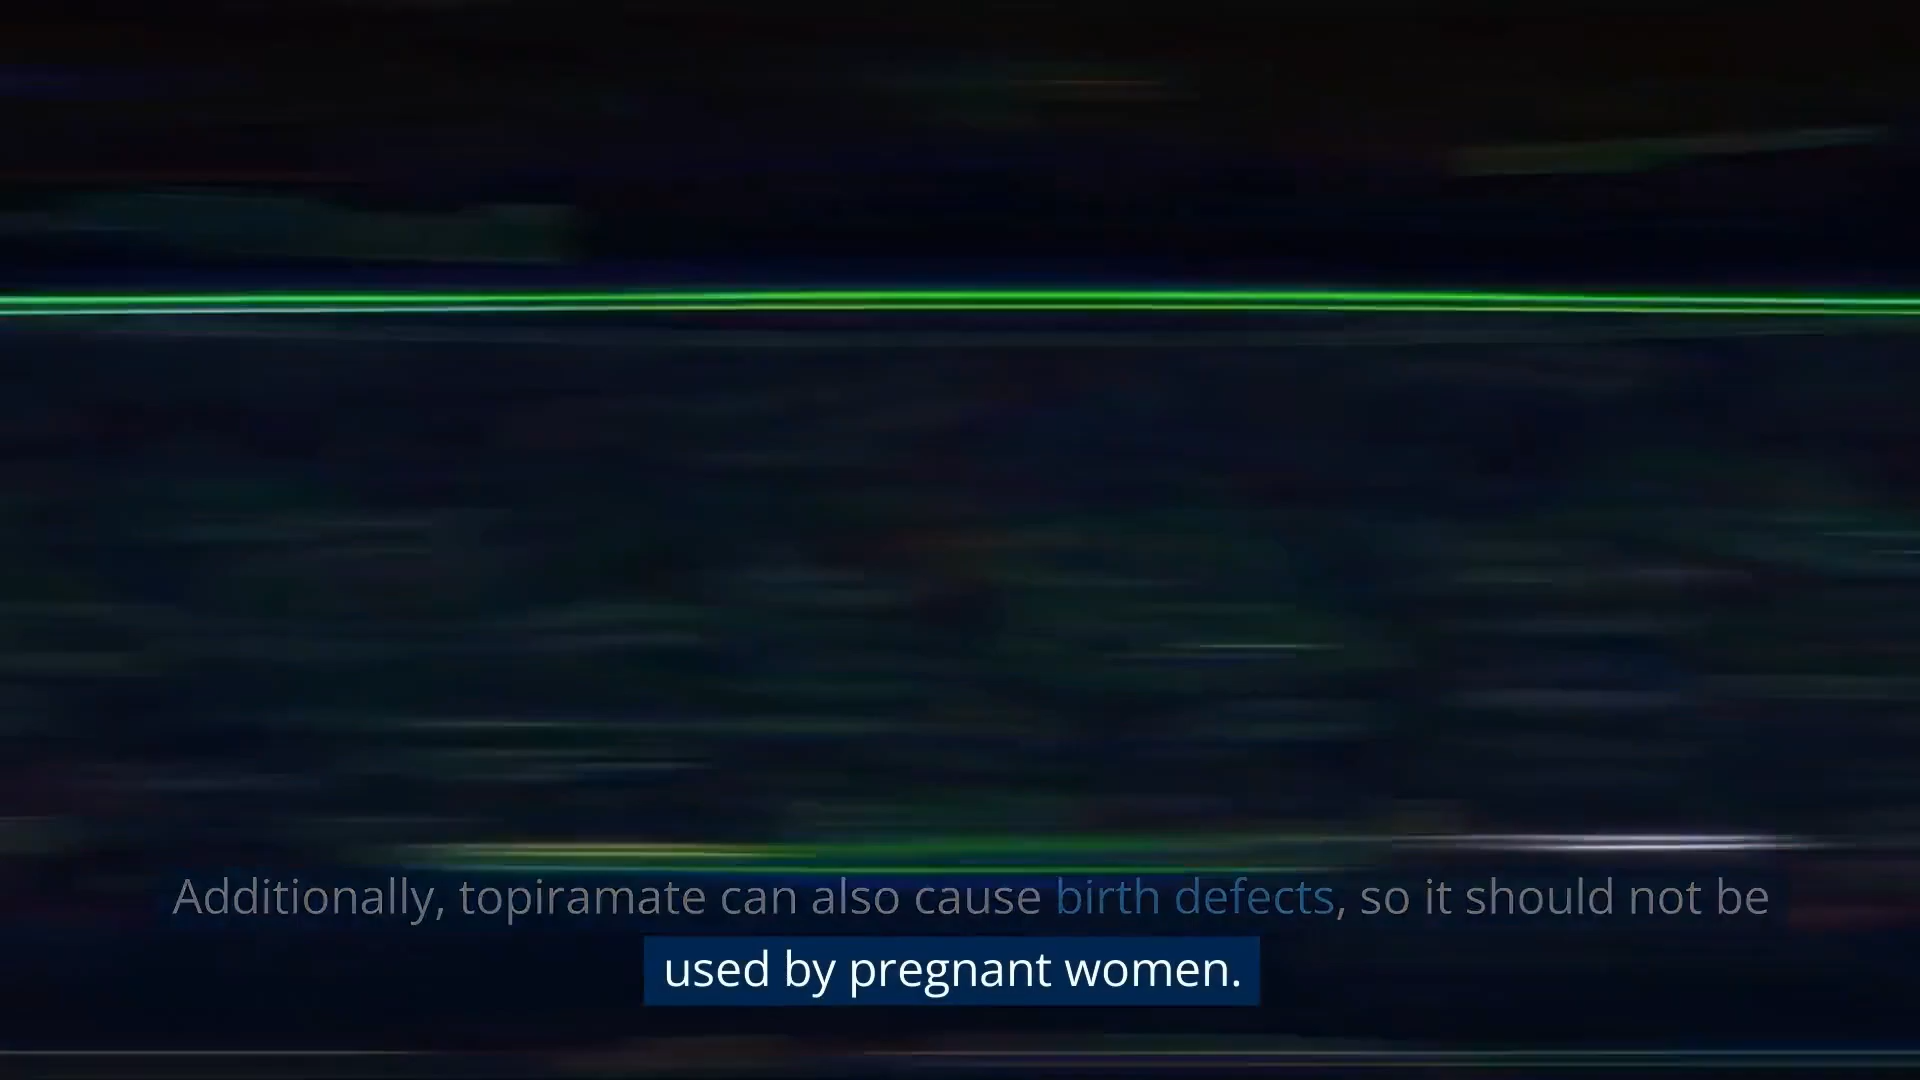 Additionally, topiramate can also cause birth defects, so it should not be
used by pregnant women.